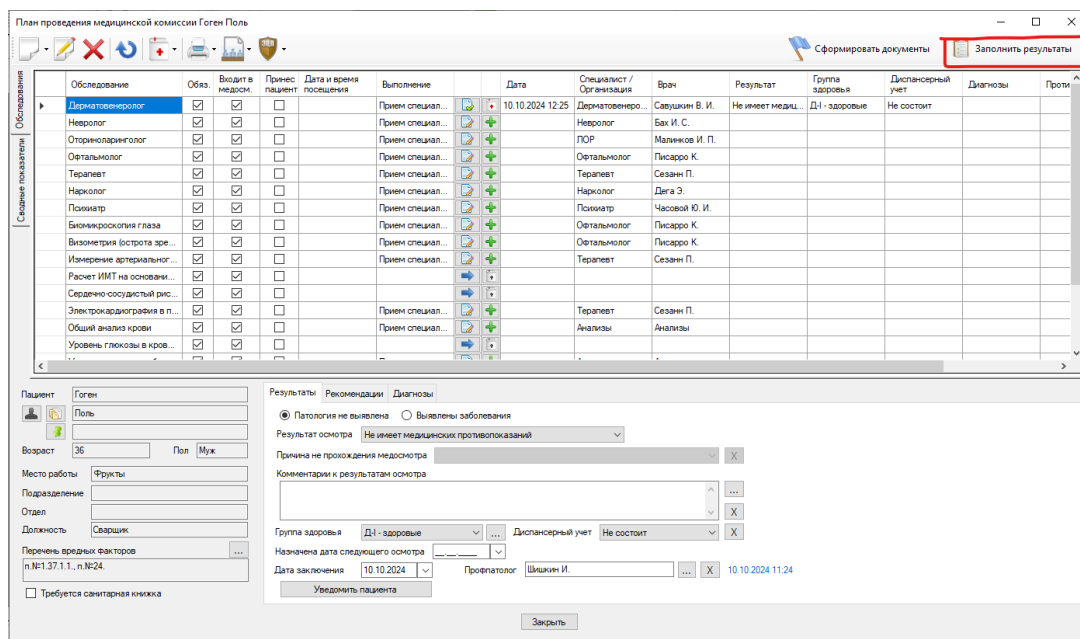 План проведения медицинской комиссии Гоген Поль
Сформировать документы
Заполнить результаты
Обследования
Сводные показатели
Обследование Обяз. Входит в медосм. Принес пациент Дата и время посещения Выполнение Дата Специалист / Организация Врач Результат Группа здоровья Диспансерный учет Диагнозы Проти
Дерматовенеролог Прием специал... 10.10.2024 12:25 Дерматовенеро... Савушкин В. И. Не имеет медиц... Д-I - здоровые Не состоит
Невролог Прием специал... Невролог Бах И. С.
Оториноларинголог Прием специал... ЛОР Малинков И. П.
Офтальмолог Прием специал... Офтальмолог Писарро К.
Терапевт Прием специал... Терапевт Сезанн П.
Нарколог Прием специал... Нарколог Дега Э.
Психиатр Прием специал... Психиатр Часовой Ю. И.
Биомикроскопия глаза Прием специал... Офтальмолог Писарро К.
Визометрия (острота зре... Прием специал... Офтальмолог Писарро К.
Измерение артериальног... Прием специал... Терапевт Сезанн П.
Расчет ИМТ на основани...
Сердечно-сосудистый рис...
Электрокардиография в п... Прием специал... Терапевт Сезанн П.
Общий анализ крови Прием специал... Анализы Анализы
Уровень глюкозы в кров...
Пациент Гоген
Поль
Возраст 36 Пол Муж
Место работы Фрукты
Подразделение
Отдел
Должность Сварщик
Перечень вредных факторов ...
п.№1.37.1.1., п.№24.
Требуется санитарная книжка
Результаты Рекомендации Диагнозы
Патология не выявлена Выявлены заболевания
Результат осмотра Не имеет медицинских противопоказаний
Причина не прохождения медосмотра X
Комментарии к результатам осмотра
...
X
Группа здоровья Д-I - здоровые ... Диспансерный учет Не состоит X
Назначена дата следующего осмотра __.__.____
Дата заключения 10.10.2024 Профпатолог Шишкин И. ... X 10.10.2024 11:24
Уведомить пациента
Закрыть